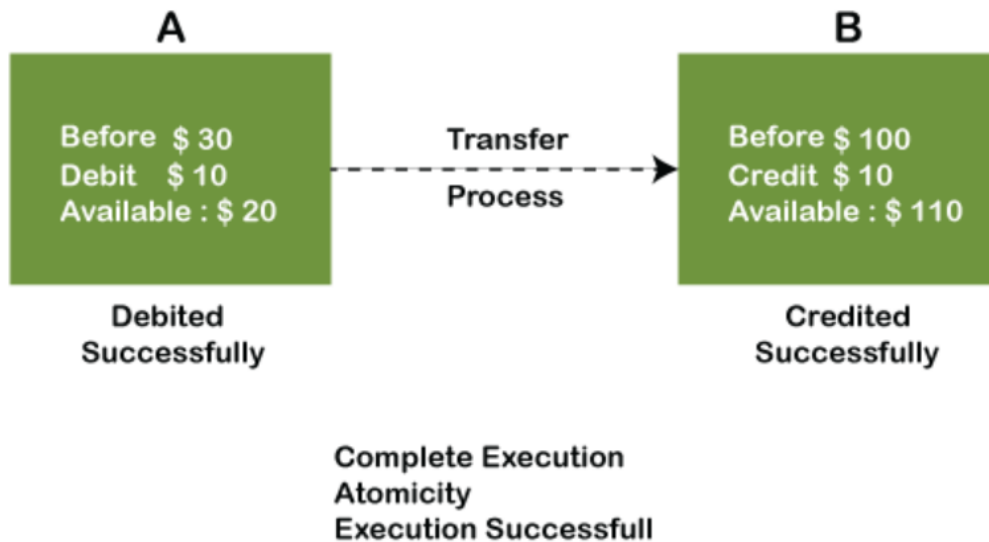 A
B
Before $ 30
Debit $ 10
Available : $ 20
Transfer
Process
Before $ 100
Credit $ 10
Available : $ 110
Debited
Successfully
Credited
Successfully
Complete Execution
Atomicity
Execution Successfull